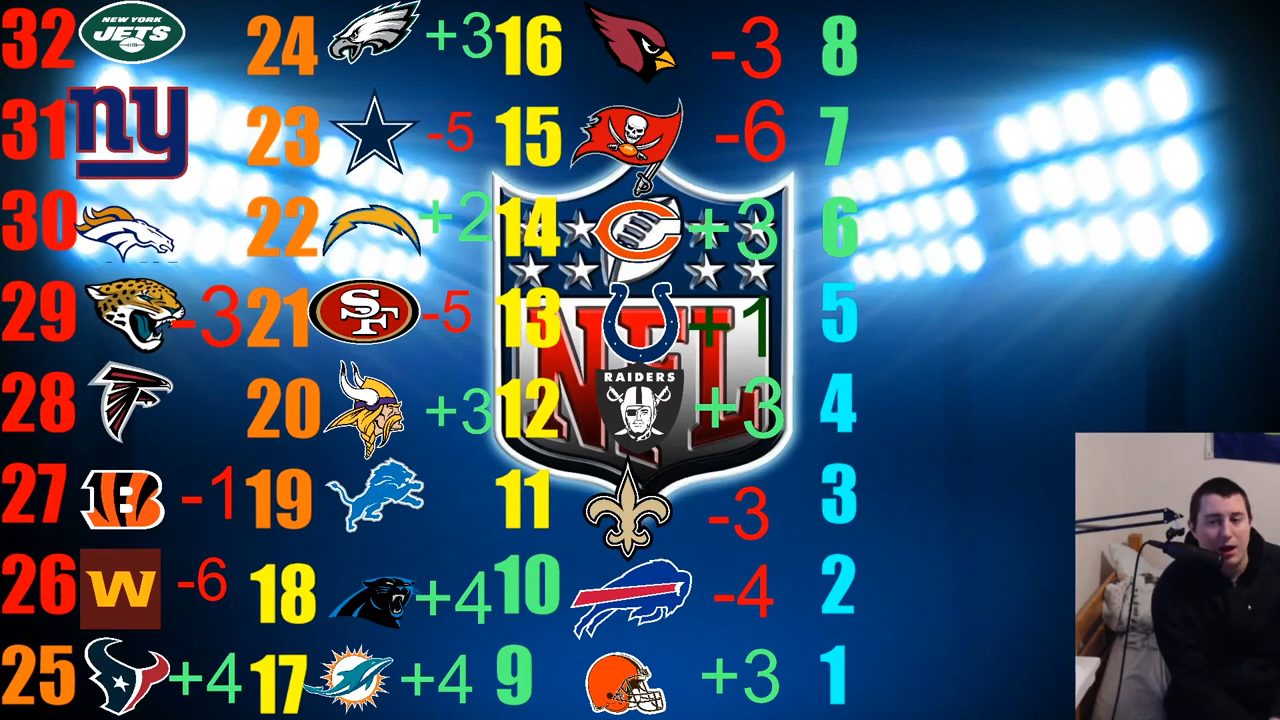 32 NEW YORK JETS 24 +3 16 -3 8
31 ny 23 -5 15 -6 7
30 22 +2 14 C +3 6
29 -3 21 SF -5 13 NFL +1 5
28 20 +3 12 RAIDERS +3 4
27 B -1 19 11 -3 3
26 W -6 18 +4 10 -4 2
25 +4 17 +4 9 +3 1